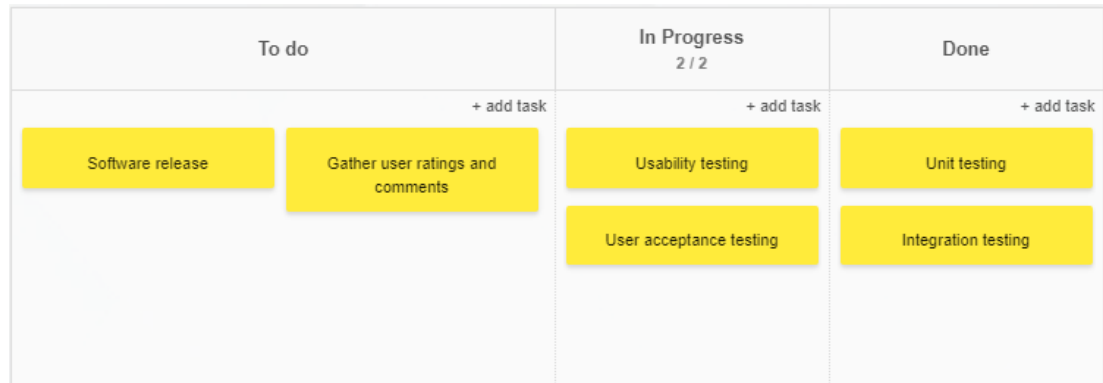 To do
In Progress
2 / 2
Done
+ add task
+ add task
+ add task
Software release
Gather user ratings and
comments
Usability testing
User acceptance testing
Unit testing
Integration testing